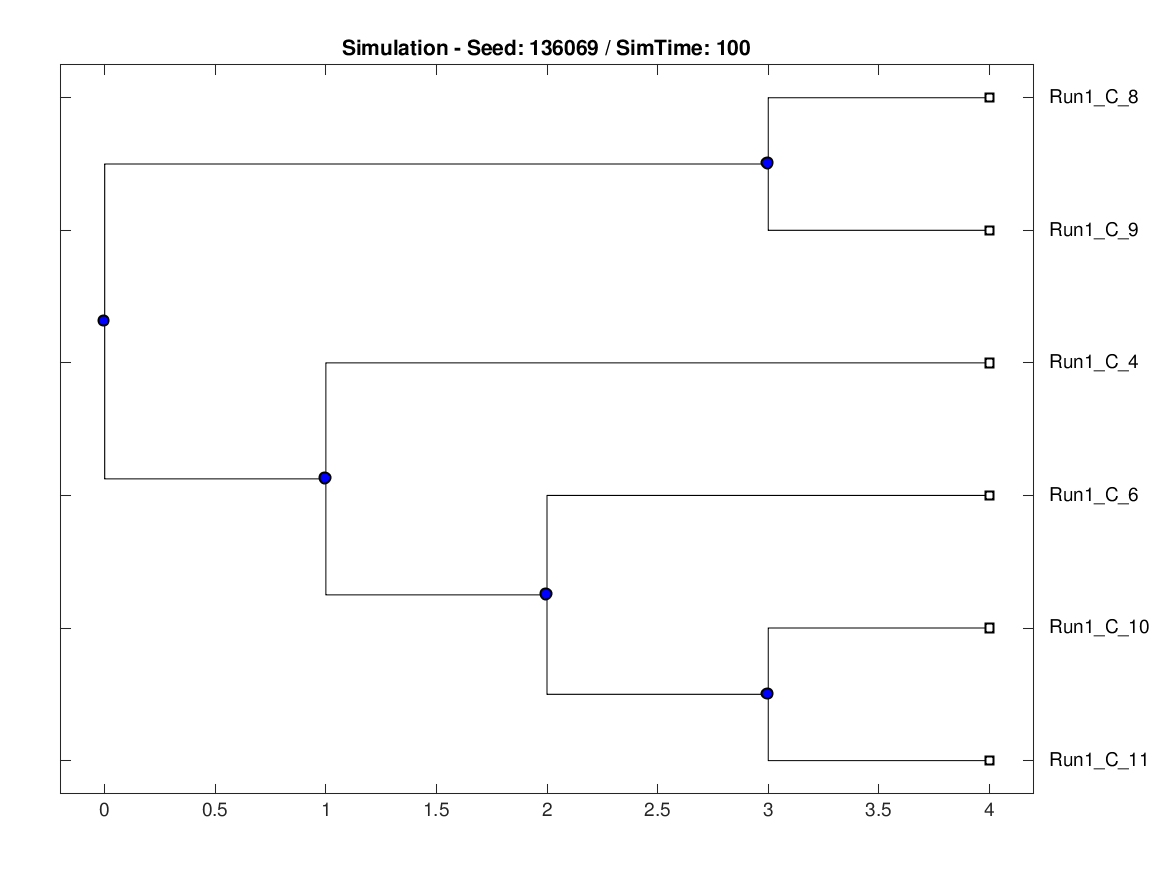 Simulation - Seed: 136069 / SimTime: 100
Run1_C_8
Run1_C_9
Run1_C_4
Run1_C_6
Run1_C_10
Run1_C_11
0 0.5 1 1.5 2 2.5 3 3.5 4